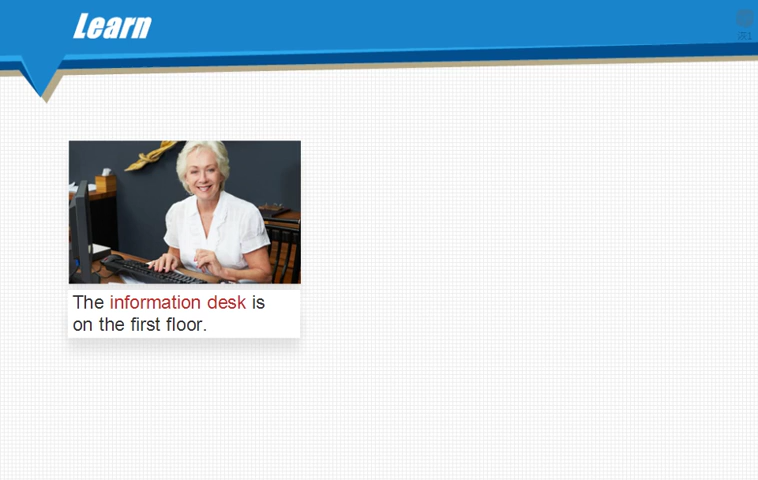 Learn
The information desk is
on the first floor.